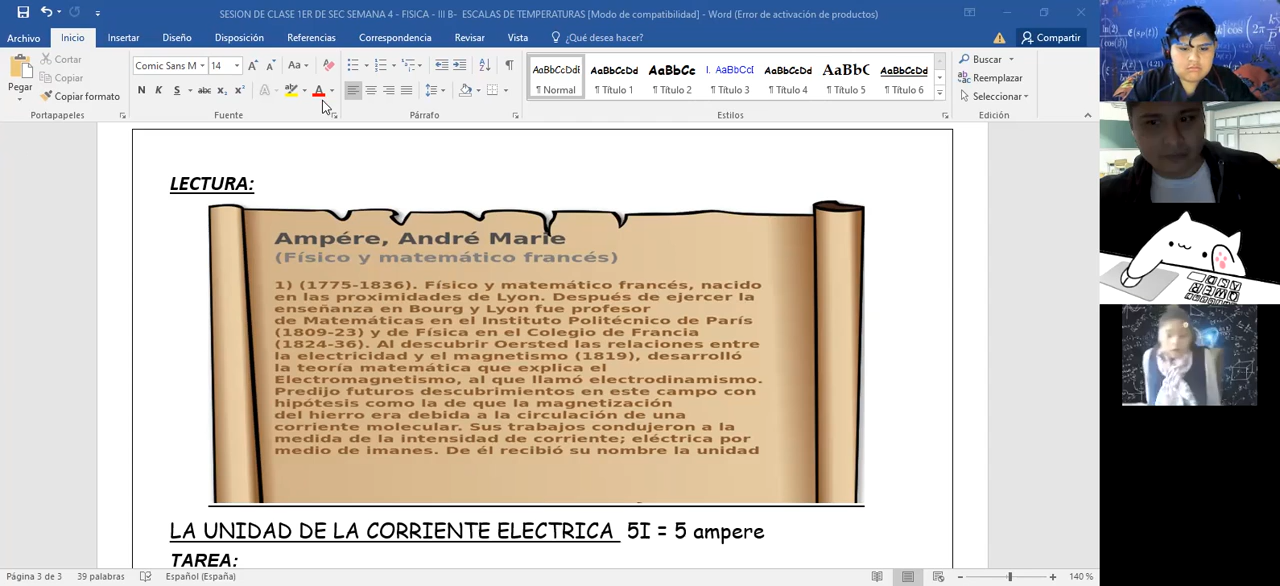 SESION DE CLASE 1ER DE SEC SEMANA 4 - FISICA - III B- ESCALAS DE TEMPERATURAS [Modo de compatibilidad] - Word (Error de activación de productos)
Archivo Inicio Insertar Diseño Disposición Referencias Correspondencia Revisar Vista ¿Qué desea hacer? Compartir
Pegar
Cortar
Copiar
Copiar formato
Portapapeles
Comic Sans M 14
Aa
N K S abc x₂ x² A aby A
Fuente
Párrafo
AaBbCcDdE AaBbCcDd AaBbCc I. AaBbCcl AaBbCcDd AaBbC AaBbCcDd
¶ Normal ¶ Título 1 ¶ Título 2 ¶ Título 3 ¶ Título 4 ¶ Título 5 ¶ Título 6
Estilos
Buscar
Reemplazar
Seleccionar
Edición
LECTURA:
Ampére, André Marie
(Físico y matemático francés)
1) (1775-1836). Físico y matemático francés, nacido
en las proximidades de Lyon. Después de ejercer la
enseñanza en Bourg y Lyon fue profesor
de Matemáticas en el Instituto Politécnico de París
(1809-23) y de Física en el Colegio de Francia
(1824-36). Al descubrir Oersted las relaciones entre
la electricidad y el magnetismo (1819), desarrolló
la teoría matemática que explica el
Electromagnetismo, al que llamó electrodinamismo.
Predijo futuros descubrimientos en este campo con
hipótesis como la de que la magnetización
del hierro era debida a la circulación de una
corriente molecular. Sus trabajos condujeron a la
medida de la intensidad de corriente; eléctrica por
medio de imanes. De él recibió su nombre la unidad
LA UNIDAD DE LA CORRIENTE ELECTRICA 5I = 5 ampere
TAREA:
Página 3 de 3 39 palabras Español (España) 140 %
QWER